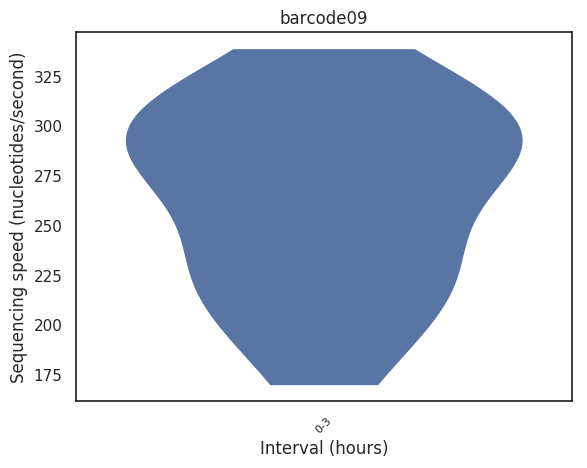 barcode09
Sequencing speed (nucleotides/second)
325
300
275
250
225
200
175
0-3
Interval (hours)